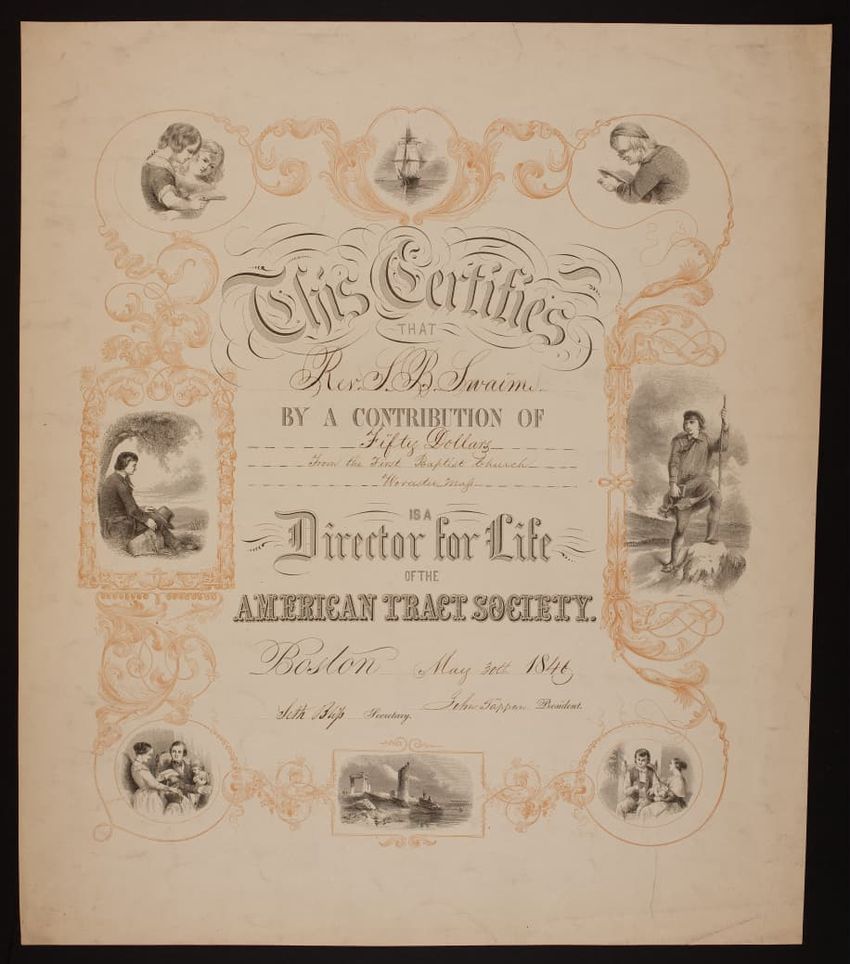 This Certifies
THAT
Rev. S. B. Swaim
BY A CONTRIBUTION OF
Fifty Dollars
From the First Baptist Church
Worcester Mass
IS A
Director for Life
OF THE
AMERICAN TRACT SOCIETY.
Boston May 30th 1846
Seth Bliss Secretary. John Tappan President.